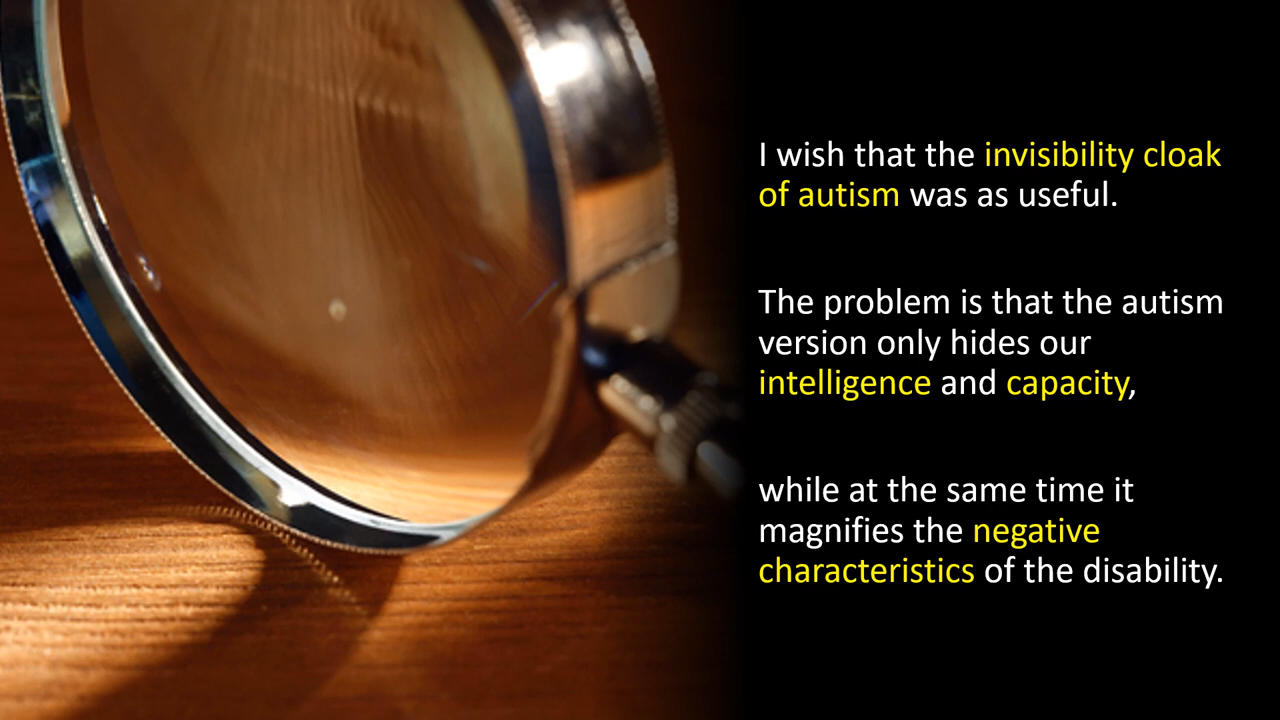 I wish that the invisibility cloak
of autism was as useful.
The problem is that the autism
version only hides our
intelligence and capacity,
while at the same time it
magnifies the negative
characteristics of the disability.